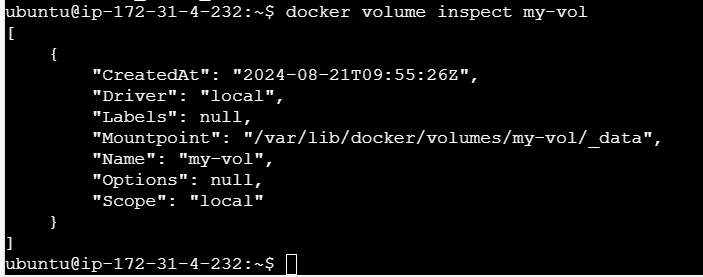 ubuntu@ip-172-31-4-232:~$ docker volume inspect my-vol
[
    {
        "CreatedAt": "2024-08-21T09:55:26Z",
        "Driver": "local",
        "Labels": null,
        "Mountpoint": "/var/lib/docker/volumes/my-vol/_data",
        "Name": "my-vol",
        "Options": null,
        "Scope": "local"
    }
]
ubuntu@ip-172-31-4-232:~$